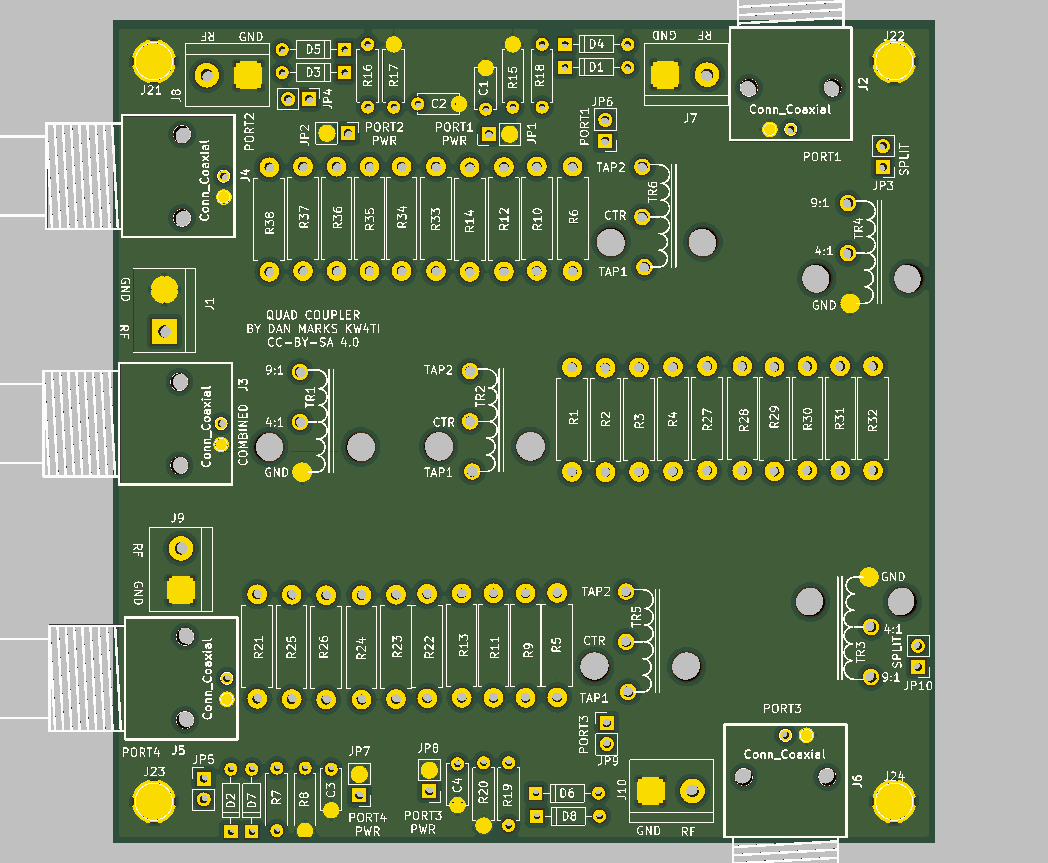 RF
GND
D5
D3
R16
R17
C1
R15
R18
D4
D1
GND
RF
J22
J21
J8
JP4
C2
JP6
J7
J2
Conn_Coaxial
PORT2
JP2
PORT2
PWR
PORT1
PWR
JP1
PORT1
PORT1
SPLIT
JP3
Conn_Coaxial
J4
R38
R37
R36
R35
R34
R33
R14
R12
R10
R6
TAP2
CTR
TAP1
TR6
9:1
4:1
GND
TR4
GND
RF
J1
QUAD COUPLER
BY DAN MARKS KW4TI
CC-BY-SA 4.0
Conn_Coaxial
J3
COMBINED
9:1
4:1
GND
TR1
TAP2
CTR
TAP1
TR2
R1
R2
R3
R4
R27
R28
R29
R30
R31
R32
J9
RF
GND
R21
R25
R26
R24
R23
R22
R13
R11
R9
R5
TAP2
CTR
TAP1
TR5
GND
4:1
9:1
TR3
SPLIT
JP10
Conn_Coaxial
PORT4
J5
JP5
J23
D2
D7
R7
R8
C3
JP7
PORT4
PWR
JP8
PORT3
PWR
C4
R20
R19
D6
D8
PORT3
JP9
J10
GND
RF
PORT3
Conn_Coaxial
J6
J24